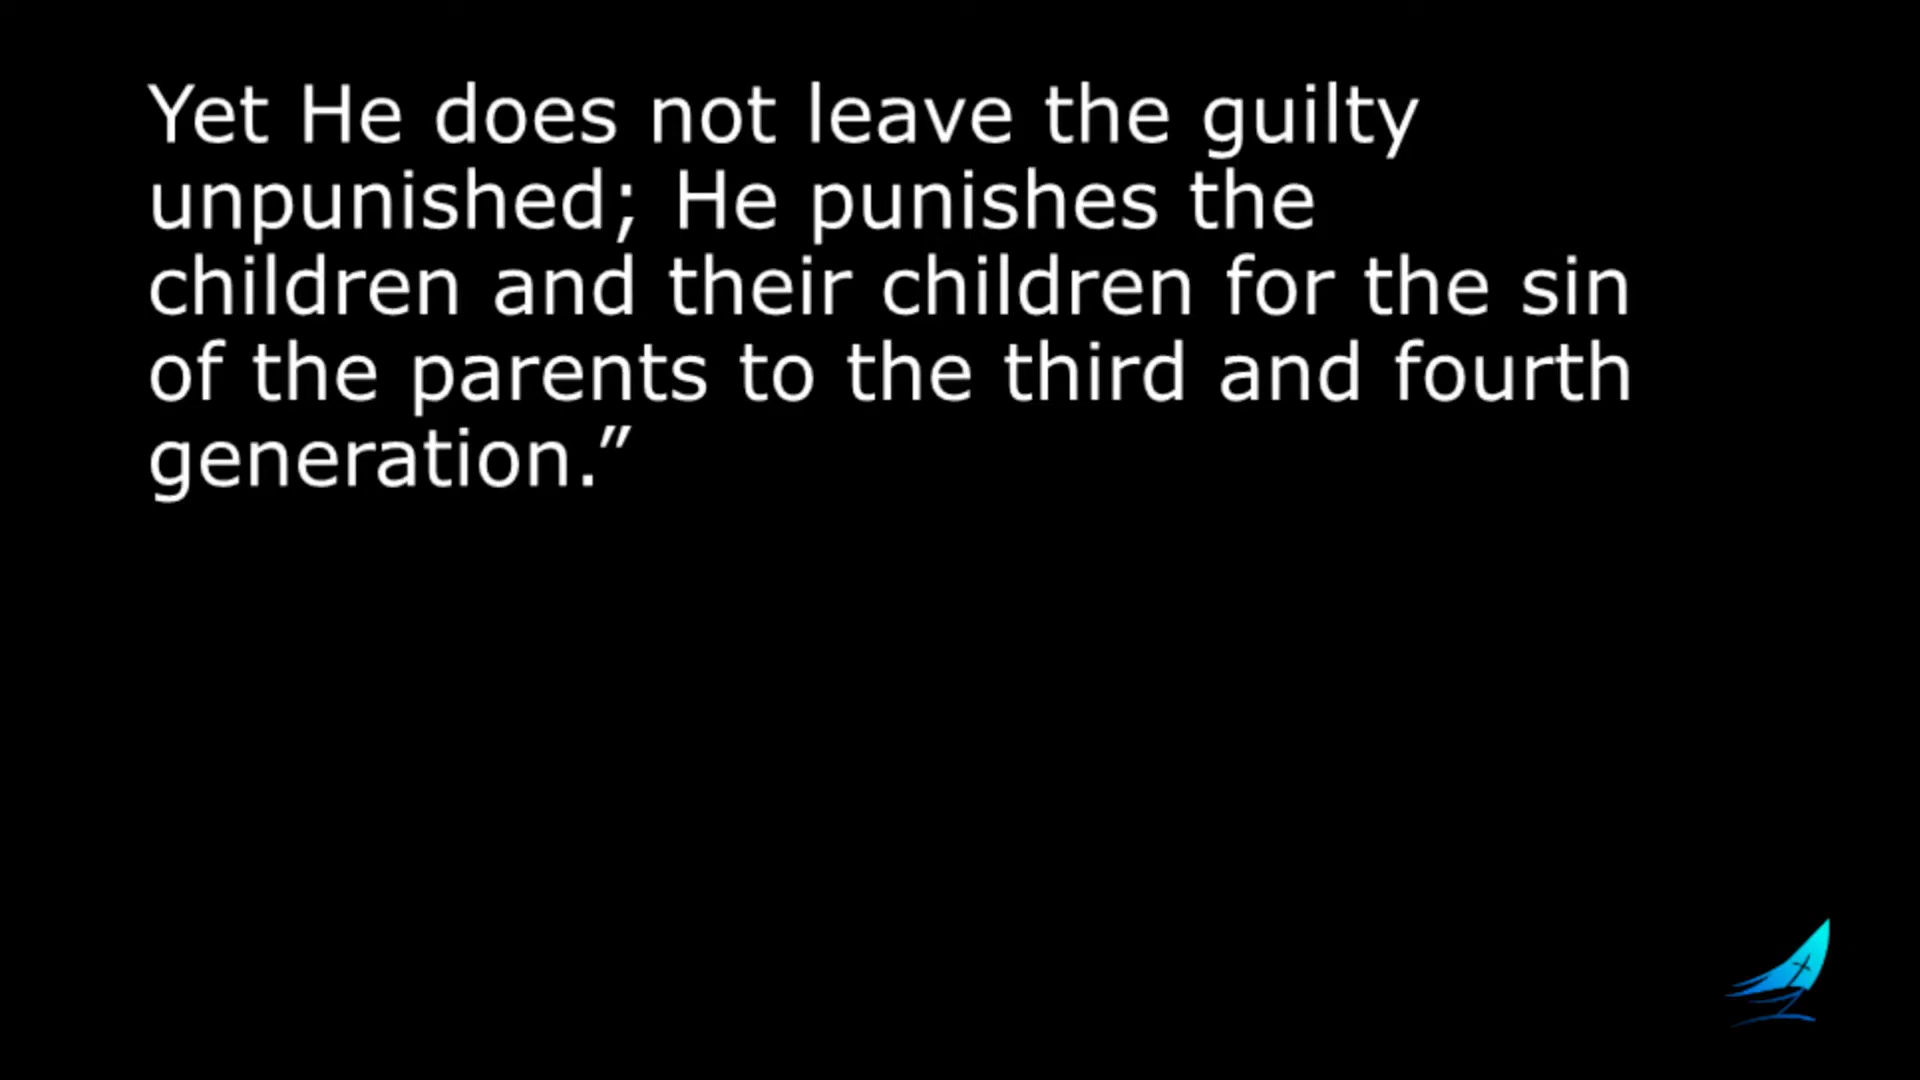 Yet He does not leave the guilty
unpunished; He punishes the
children and their children for the sin
of the parents to the third and fourth
generation.”